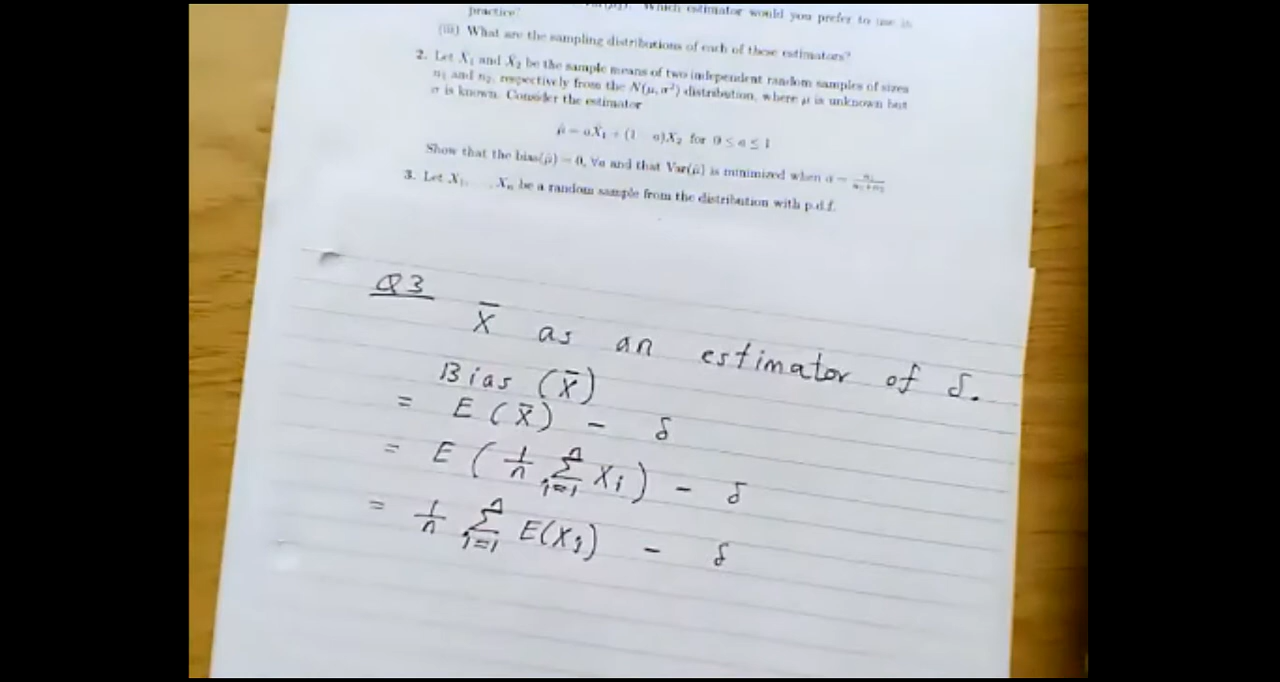 Which estimator would you prefer to use in
practice?
(iii) What are the sampling distributions of each of these estimators?
2. Let X̄₁ and X̄₂ be the sample means of two independent random samples of sizes
n₁ and n₂, respectively from the N(μ, σ²) distribution, where μ is unknown but
σ is known. Consider the estimator
μ̂ = aX̄₁ + (1 − a)X̄₂ for 0 ≤ a ≤ 1
Show that the bias(μ̂) = 0, ∀a and that Var(μ̂) is minimized when a = n₁/(n₁+n₂)
3. Let X₁, ..., Xₙ be a random sample from the distribution with p.d.f.
Q3
X̄ as an estimator of δ.
Bias (X̄)
= E(X̄) - δ
= E(1/n Σᵢ₌₁ⁿ Xᵢ) - δ
= 1/n Σᵢ₌₁ⁿ E(Xᵢ) - δ